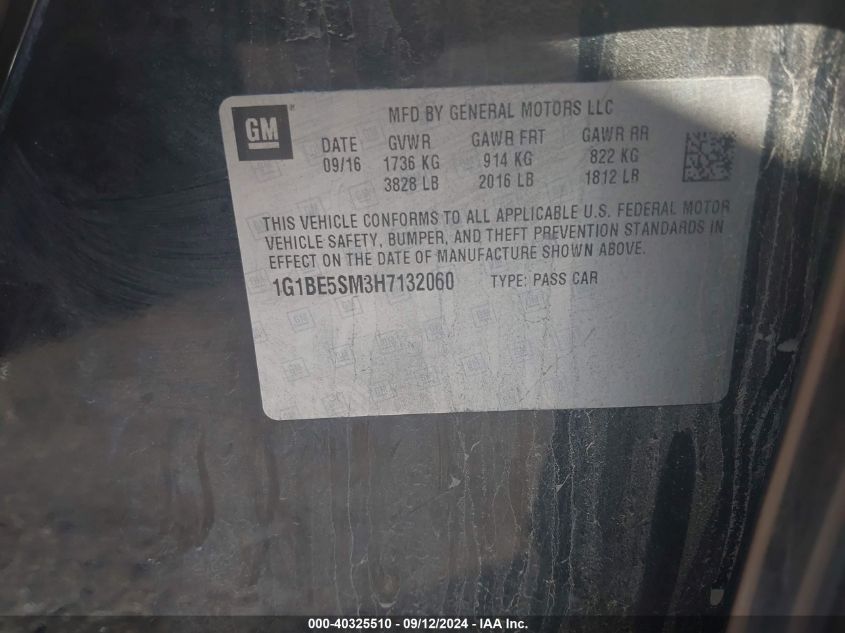 GM
MFD BY GENERAL MOTORS LLC
DATE GVWR GAWR FRT GAWR RR
09/16 1736 KG 914 KG 822 KG
3828 LB 2016 LB 1812 LB
THIS VEHICLE CONFORMS TO ALL APPLICABLE U.S. FEDERAL MOTOR
VEHICLE SAFETY, BUMPER, AND THEFT PREVENTION STANDARDS IN
EFFECT ON THE DATE OF MANUFACTURE SHOWN ABOVE.
1G1BE5SM3H7132060 TYPE: PASS CAR
000-40325510 - 09/12/2024 - IAA Inc.